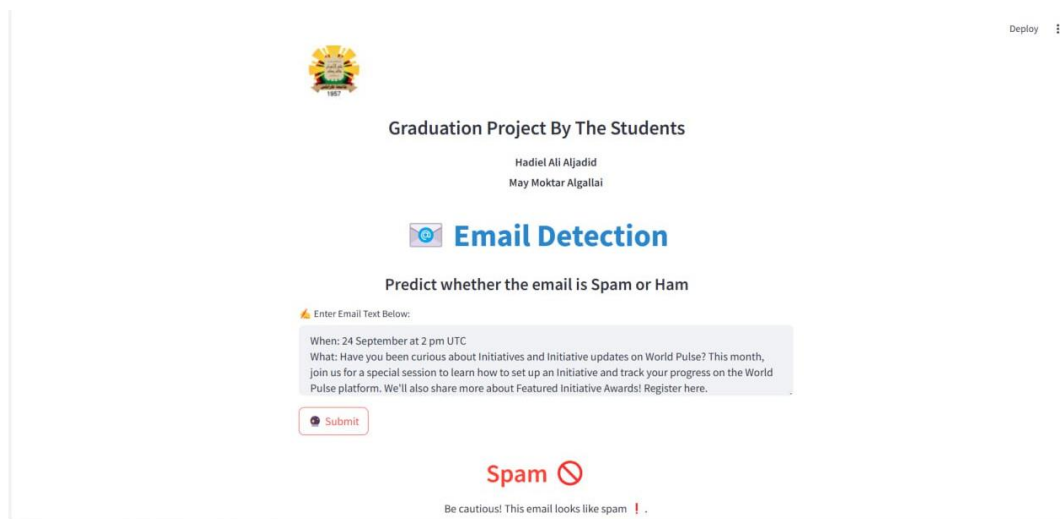 Deploy
1957
Graduation Project By The Students
Hadiel Ali Aljadid
May Moktar Algallai
Email Detection
Predict whether the email is Spam or Ham
Enter Email Text Below:
When: 24 September at 2 pm UTC
What: Have you been curious about Initiatives and Initiative updates on World Pulse? This month,
join us for a special session to learn how to set up an Initiative and track your progress on the World
Pulse platform. We'll also share more about Featured Initiative Awards! Register here.
Submit
Spam
Be cautious! This email looks like spam ❗ .